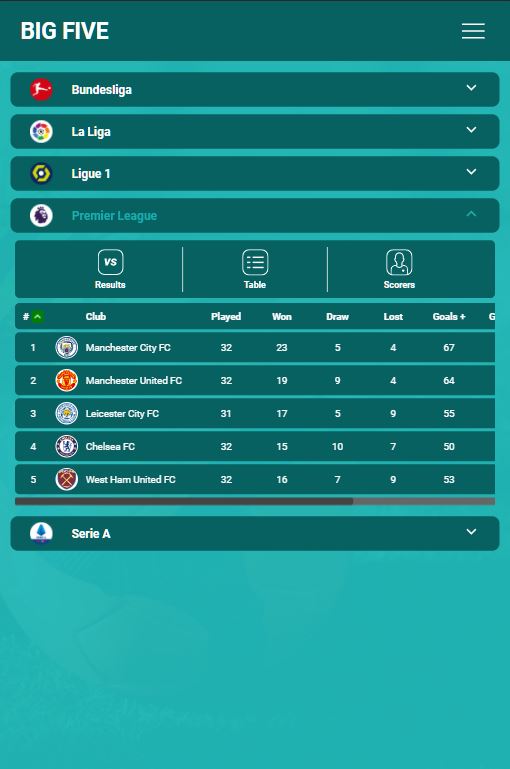 BIG FIVE
Bundesliga
La Liga
Ligue 1
Premier League
VS
Results Table Scorers
# Club Played Won Draw Lost Goals + G
1 Manchester City FC 32 23 5 4 67
2 Manchester United FC 32 19 9 4 64
3 Leicester City FC 31 17 5 9 55
4 Chelsea FC 32 15 10 7 50
5 West Ham United FC 32 16 7 9 53
Serie A